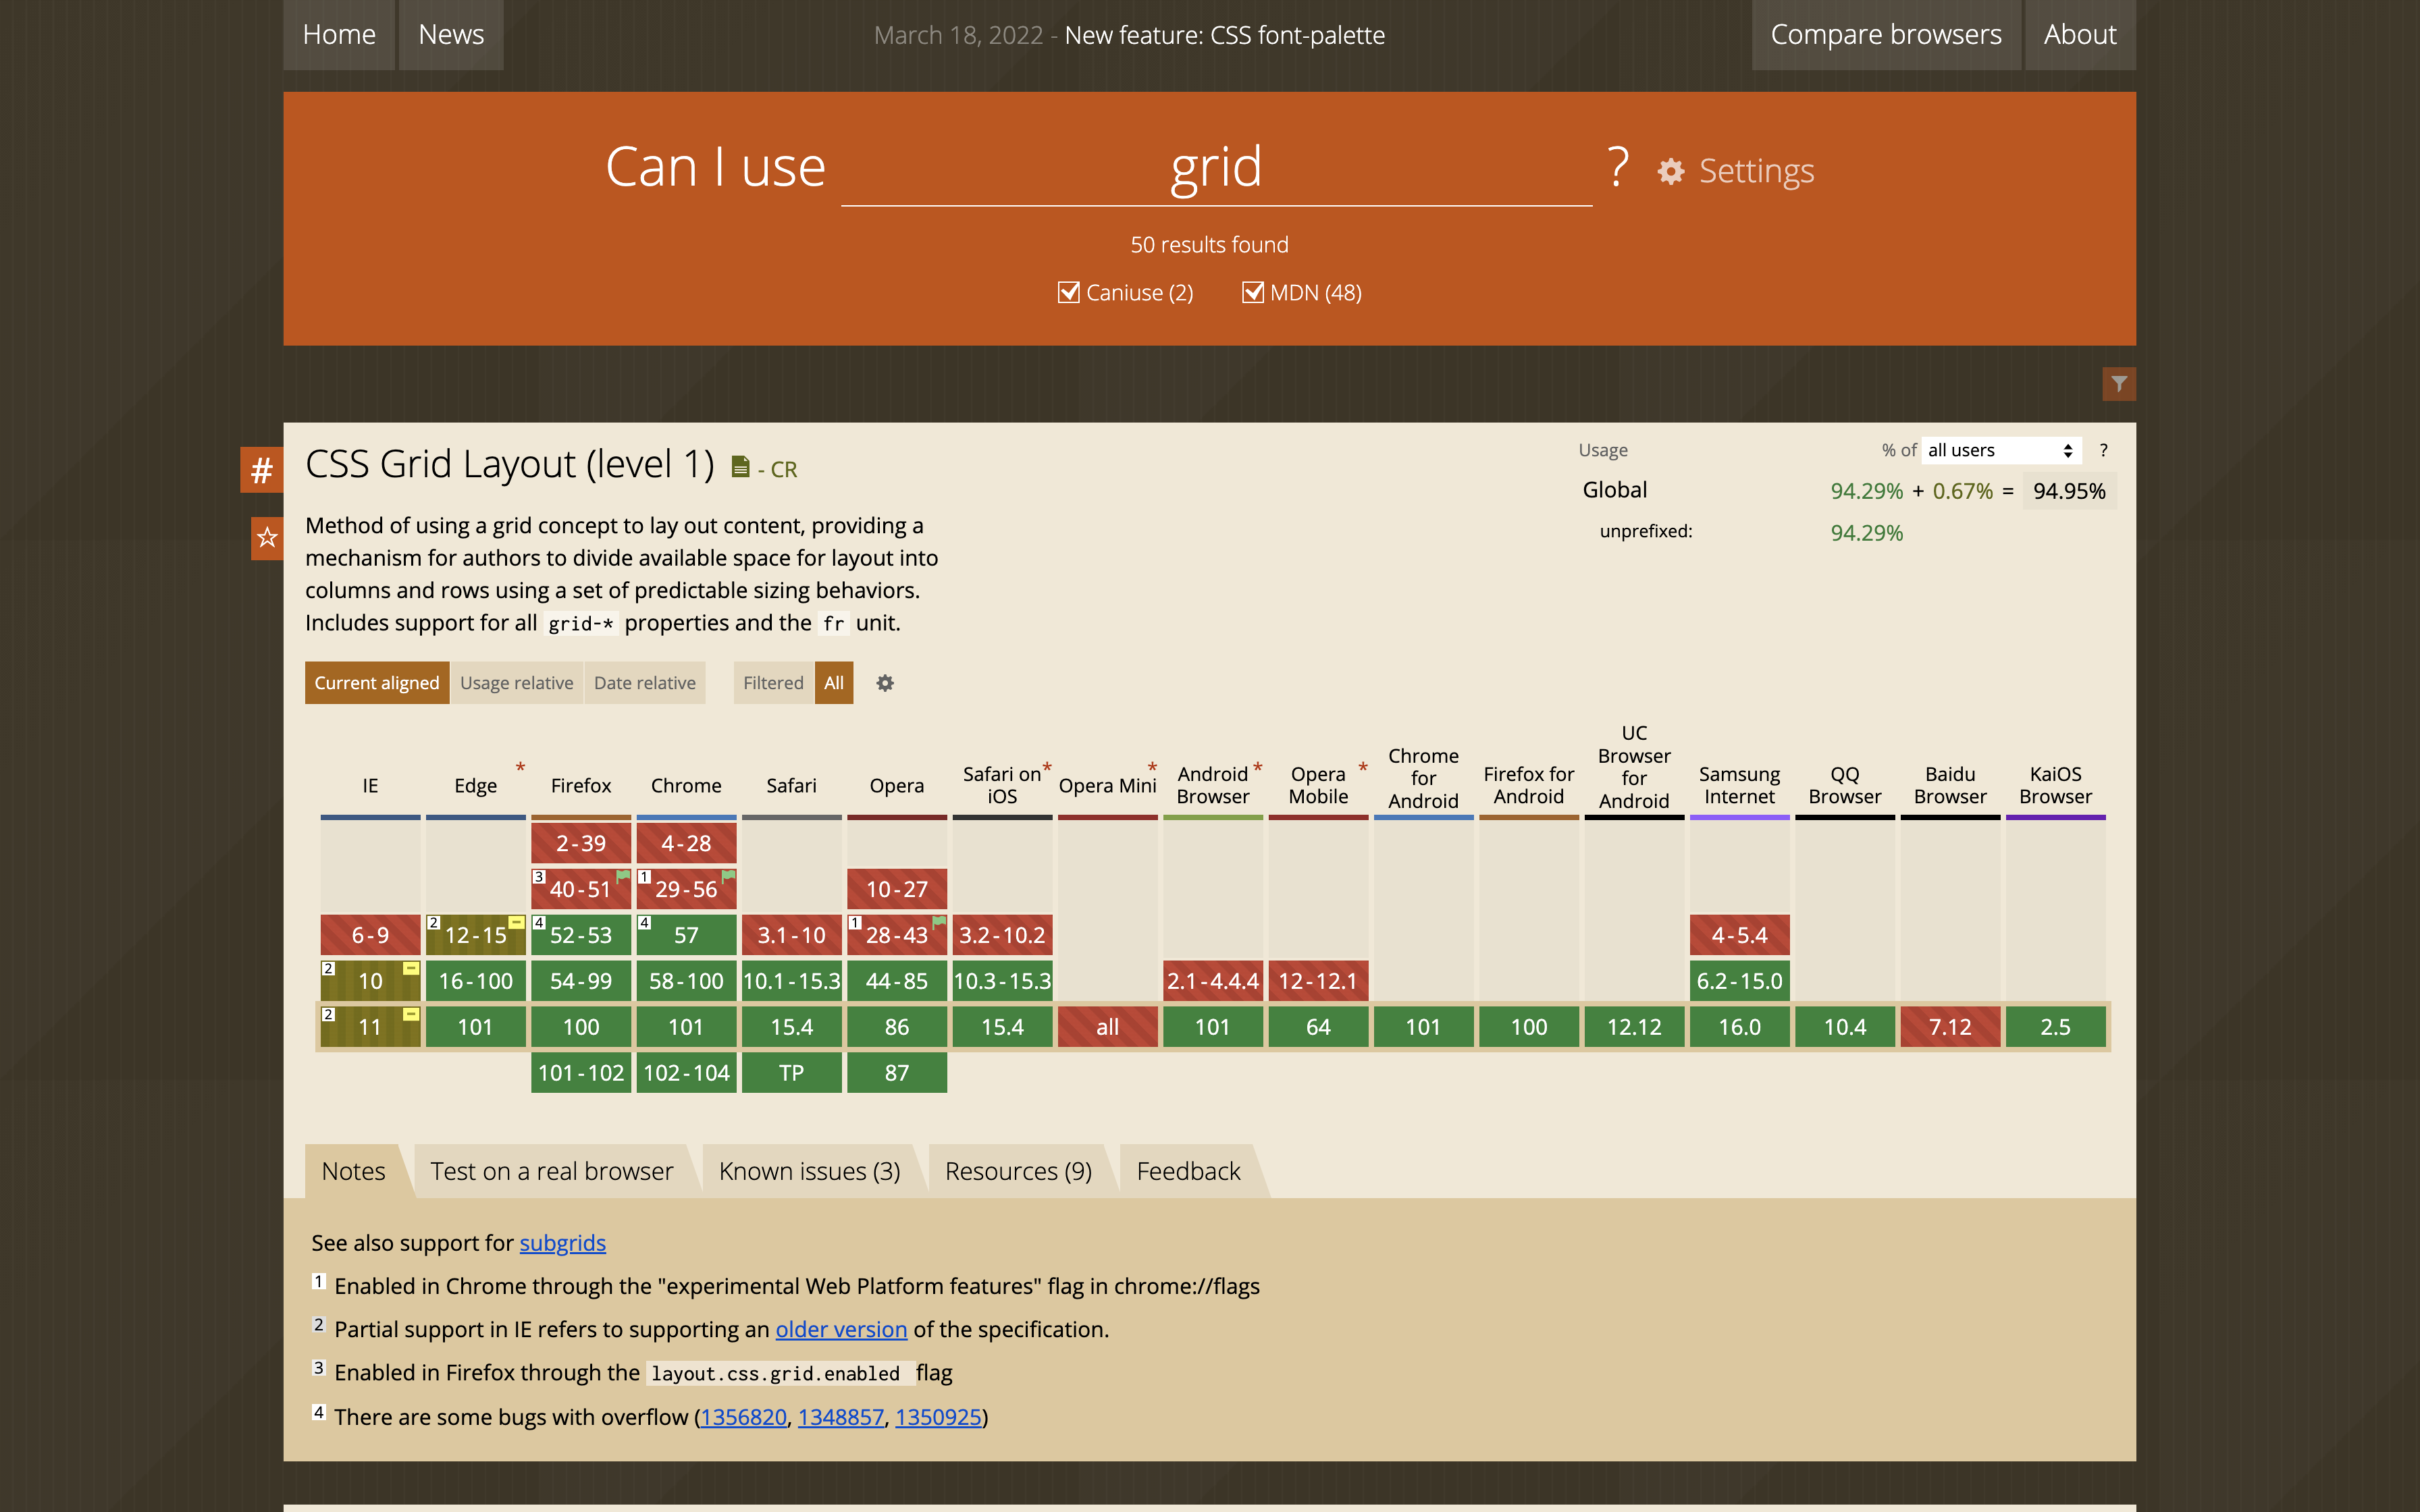 Home
News
March 18, 2022 - New feature: CSS font-palette
Compare browsers
About
Can I use grid ?
Settings
50 results found
Caniuse (2)
MDN (48)
#
CSS Grid Layout (level 1) - CR
Method of using a grid concept to lay out content, providing a
mechanism for authors to divide available space for layout into
columns and rows using a set of predictable sizing behaviors.
Includes support for all grid-* properties and the fr unit.
Usage % of all users ?
Global 94.29% + 0.67% = 94.95%
unprefixed: 94.29%
Current aligned Usage relative Date relative Filtered All
IE
Edge *
Firefox
Chrome
Safari
Opera
Safari on *
iOS
Opera Mini *
Android *
Browser
Opera *
Mobile
Chrome
for
Android
Firefox for
Android
UC
Browser
for
Android
Samsung
Internet
QQ
Browser
Baidu
Browser
KaiOS
Browser
2-39 4-28
3 40-51 1 29-56 10-27
6-9 2 12-15 4 52-53 4 57 3.1-10 1 28-43 3.2-10.2 4-5.4
2 10 16-100 54-99 58-100 10.1-15.3 44-85 10.3-15.3 2.1-4.4.4 12-12.1 6.2-15.0
2 11 101 100 101 15.4 86 15.4 all 101 64 101 100 12.12 16.0 10.4 7.12 2.5
101-102 102-104 TP 87
Notes Test on a real browser Known issues (3) Resources (9) Feedback
See also support for subgrids
1 Enabled in Chrome through the "experimental Web Platform features" flag in chrome://flags
2 Partial support in IE refers to supporting an older version of the specification.
3 Enabled in Firefox through the layout.css.grid.enabled flag
4 There are some bugs with overflow (1356820, 1348857, 1350925)